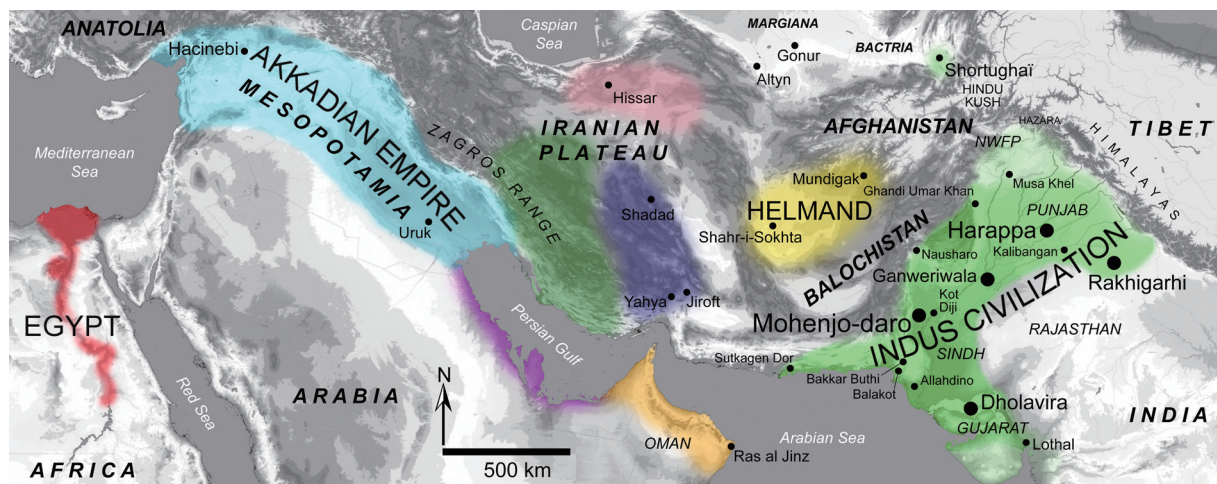 ANATOLIA
Hacinebi
AKKADIAN EMPIRE
MESOPOTAMIA
Uruk
Mediterranean
Sea
EGYPT
Red Sea
AFRICA
ARABIA
Caspian
Sea
ZAGROS RANGE
Persian Gulf
N
500 km
Hissar
IRANIAN
PLATEAU
Shadad
Yahya
Jiroft
OMAN
Ras al Jinz
Arabian Sea
MARGIANA
Gonur
Altyn
BACTRIA
Shortughaï
HINDU
KUSH
AFGHANISTAN
HAZARA
NWFP
HIMALAYAS
TIBET
Mundigak
HELMAND
Shahr-i-Sokhta
Ghandi Umar Khan
Musa Khel
PUNJAB
Harappa
Kalibangan
Rakhigarhi
BALOCHISTAN
Nausharo
Ganweriwala
Kot
Diji
Mohenjo-daro
INDUS CIVILIZATION
RAJASTHAN
SINDH
Sutkagen Dor
Bakkar Buthi
Balakot
Allahdino
Dholavira
GUJARAT
Lothal
INDIA